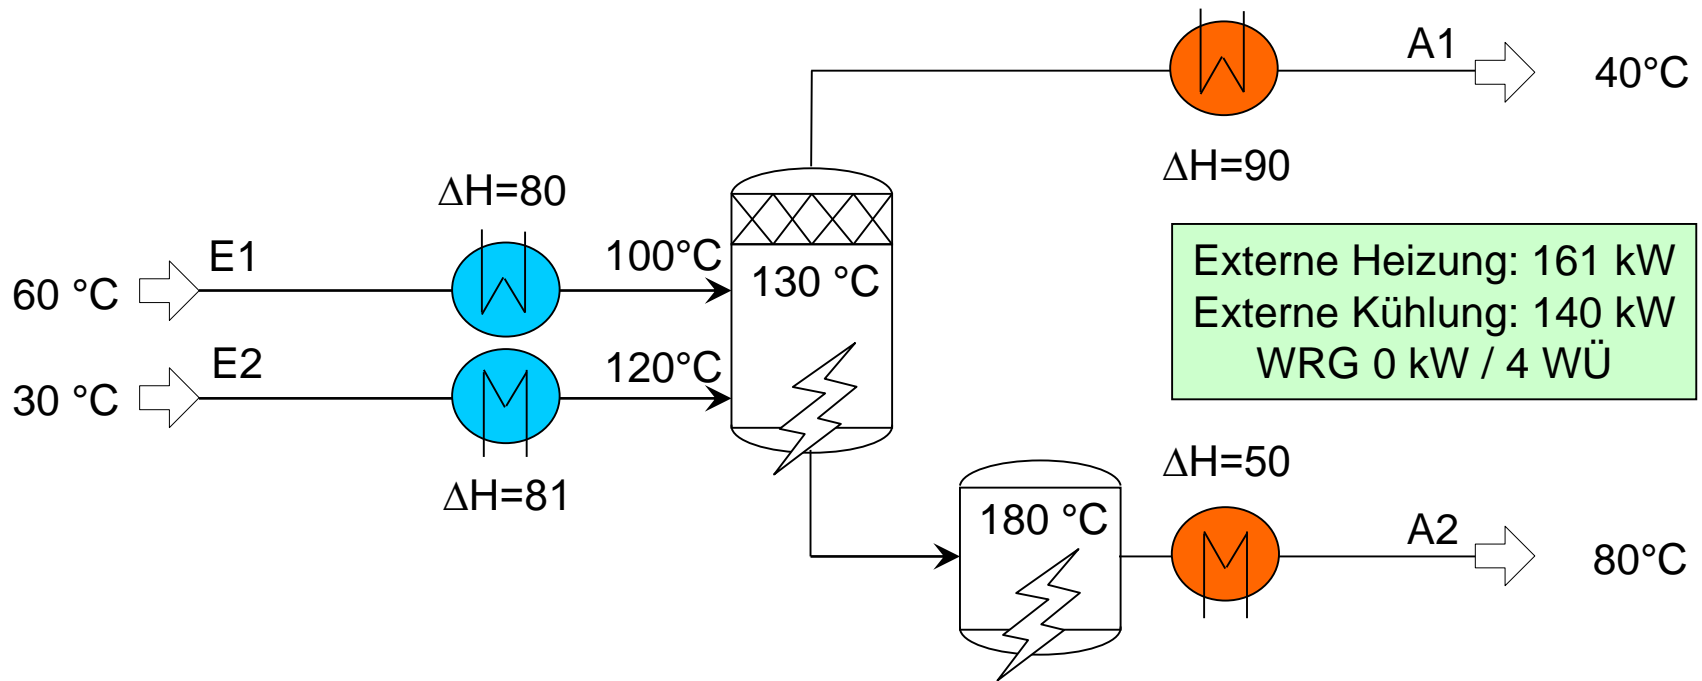 A1
40°C
ΔH=90
ΔH=80
E1
100°C
60 °C
130 °C
Externe Heizung: 161 kW
Externe Kühlung: 140 kW
WRG 0 kW / 4 WÜ
E2
120°C
30 °C
ΔH=81
ΔH=50
180 °C
A2
80°C